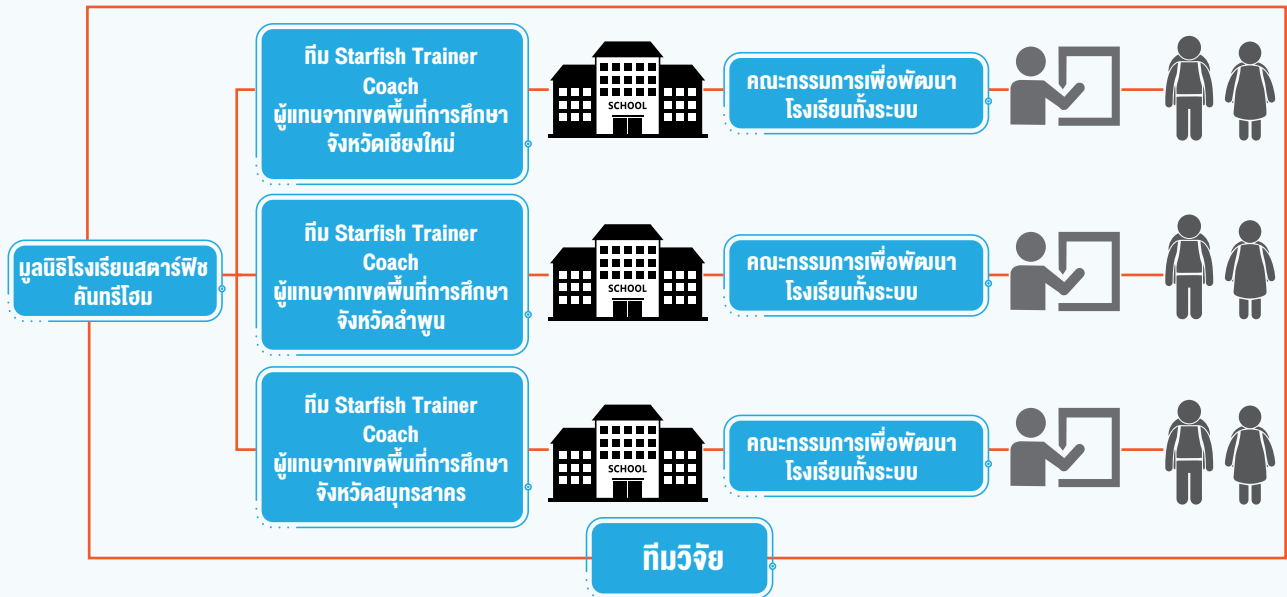 มูลนิธิโรงเรียนสตาร์ฟิช
คันทรีโฮม
ทีม Starfish Trainer
Coach
ผู้แทนจากเขตพื้นที่การศึกษา
จังหวัดเชียงใหม่
SCHOOL
คณะกรรมการเพื่อพัฒนา
โรงเรียนทั้งระบบ
ทีม Starfish Trainer
Coach
ผู้แทนจากเขตพื้นที่การศึกษา
จังหวัดลำพูน
SCHOOL
คณะกรรมการเพื่อพัฒนา
โรงเรียนทั้งระบบ
ทีม Starfish Trainer
Coach
ผู้แทนจากเขตพื้นที่การศึกษา
จังหวัดสมุทรสาคร
SCHOOL
คณะกรรมการเพื่อพัฒนา
โรงเรียนทั้งระบบ
ทีมวิจัย